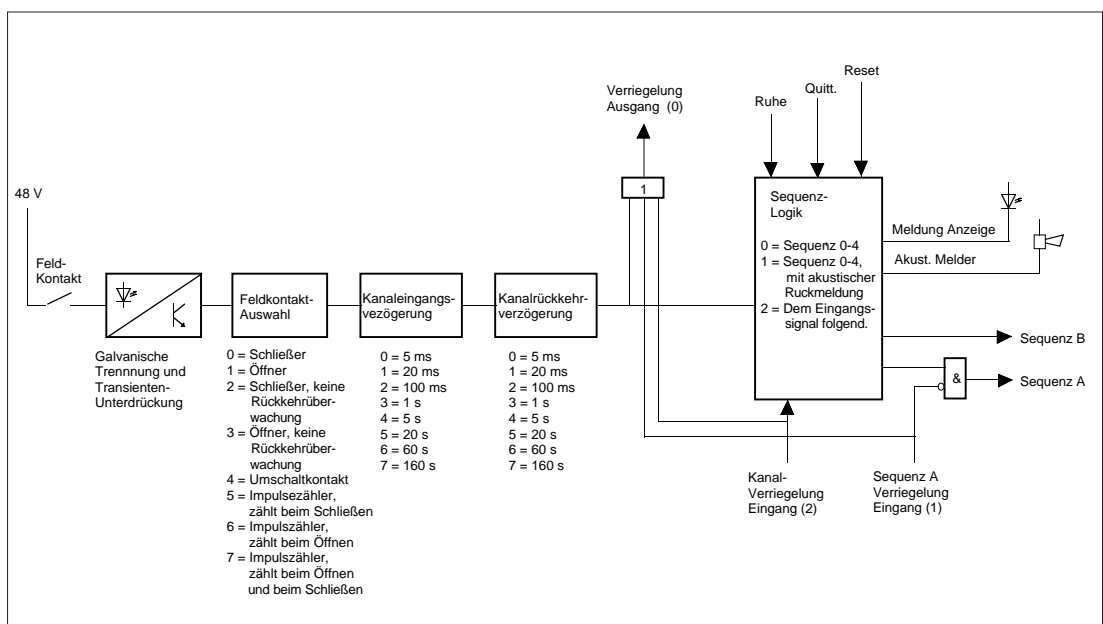 Verriegelung
Ausgang (0)
Ruhe
Quitt.
Reset
48 V
Feld-
Kontakt
1
Sequenz-
Logik
0 = Sequenz 0-4
1 = Sequenz 0-4,
mit akustischer
Ruckmeldung
2 = Dem Eingangs-
signal folgend.
Meldung Anzeige
Akust. Melder
Feldkontakt-
Auswahl
Kanaleingangs-
vezögerung
Kanalrückkehr-
verzögerung
Galvanische
Trennnung und
Transienten-
Unterdrückung
0 = Schließer
1 = Öffner
2 = Schließer, keine
Rückkehrüber-
wachung
3 = Öffner, keine
Rückkehrüber-
wachung
4 = Umschaltkontakt
5 = Impulsezähler,
zählt beim Schließen
6 = Impulszähler,
zählt beim Öffnen
7 = Impulszähler,
zählt beim Öffnen
und beim Schließen
0 = 5 ms
1 = 20 ms
2 = 100 ms
3 = 1 s
4 = 5 s
5 = 20 s
6 = 60 s
7 = 160 s
0 = 5 ms
1 = 20 ms
2 = 100 ms
3 = 1 s
4 = 5 s
5 = 20 s
6 = 60 s
7 = 160 s
Sequenz B
&
Sequenz A
Kanal-
Verriegelung
Eingang (2)
Sequenz A
Verriegelung
Eingang (1)